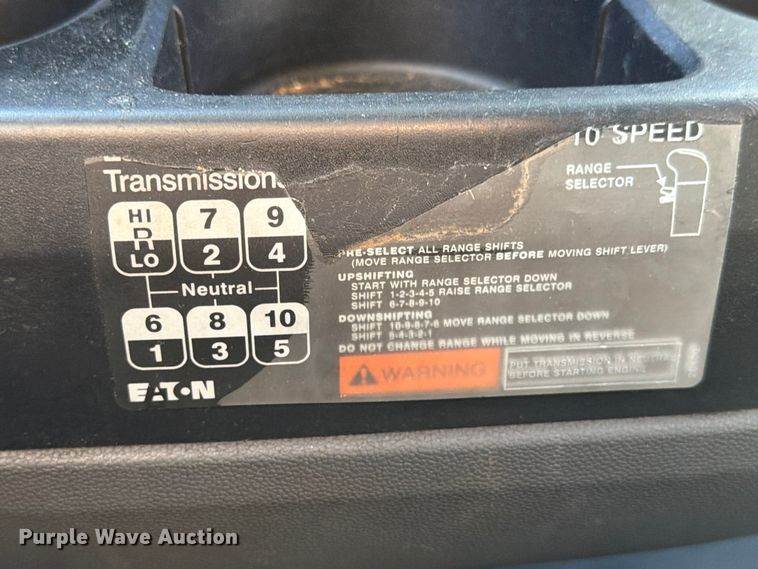 10 SPEED
Transmission
RANGE
SELECTOR
HI 7 9
R
LO 2 4
Neutral
6 8 10
1 3 5
EATON
PRE-SELECT ALL RANGE SHIFTS
(MOVE RANGE SELECTOR BEFORE MOVING SHIFT LEVER)
UPSHIFTING
START WITH RANGE SELECTOR DOWN
SHIFT 1-2-3-4-5 RAISE RANGE SELECTOR
SHIFT 6-7-8-9-10
DOWNSHIFTING
SHIFT 10-9-8-7-6 MOVE RANGE SELECTOR DOWN
SHIFT 5-4-3-2-1
DO NOT CHANGE RANGE WHILE MOVING IN REVERSE
WARNING
PUT TRANSMISSION IN NEUTRAL
BEFORE STARTING ENGINE
Purple Wave Auction